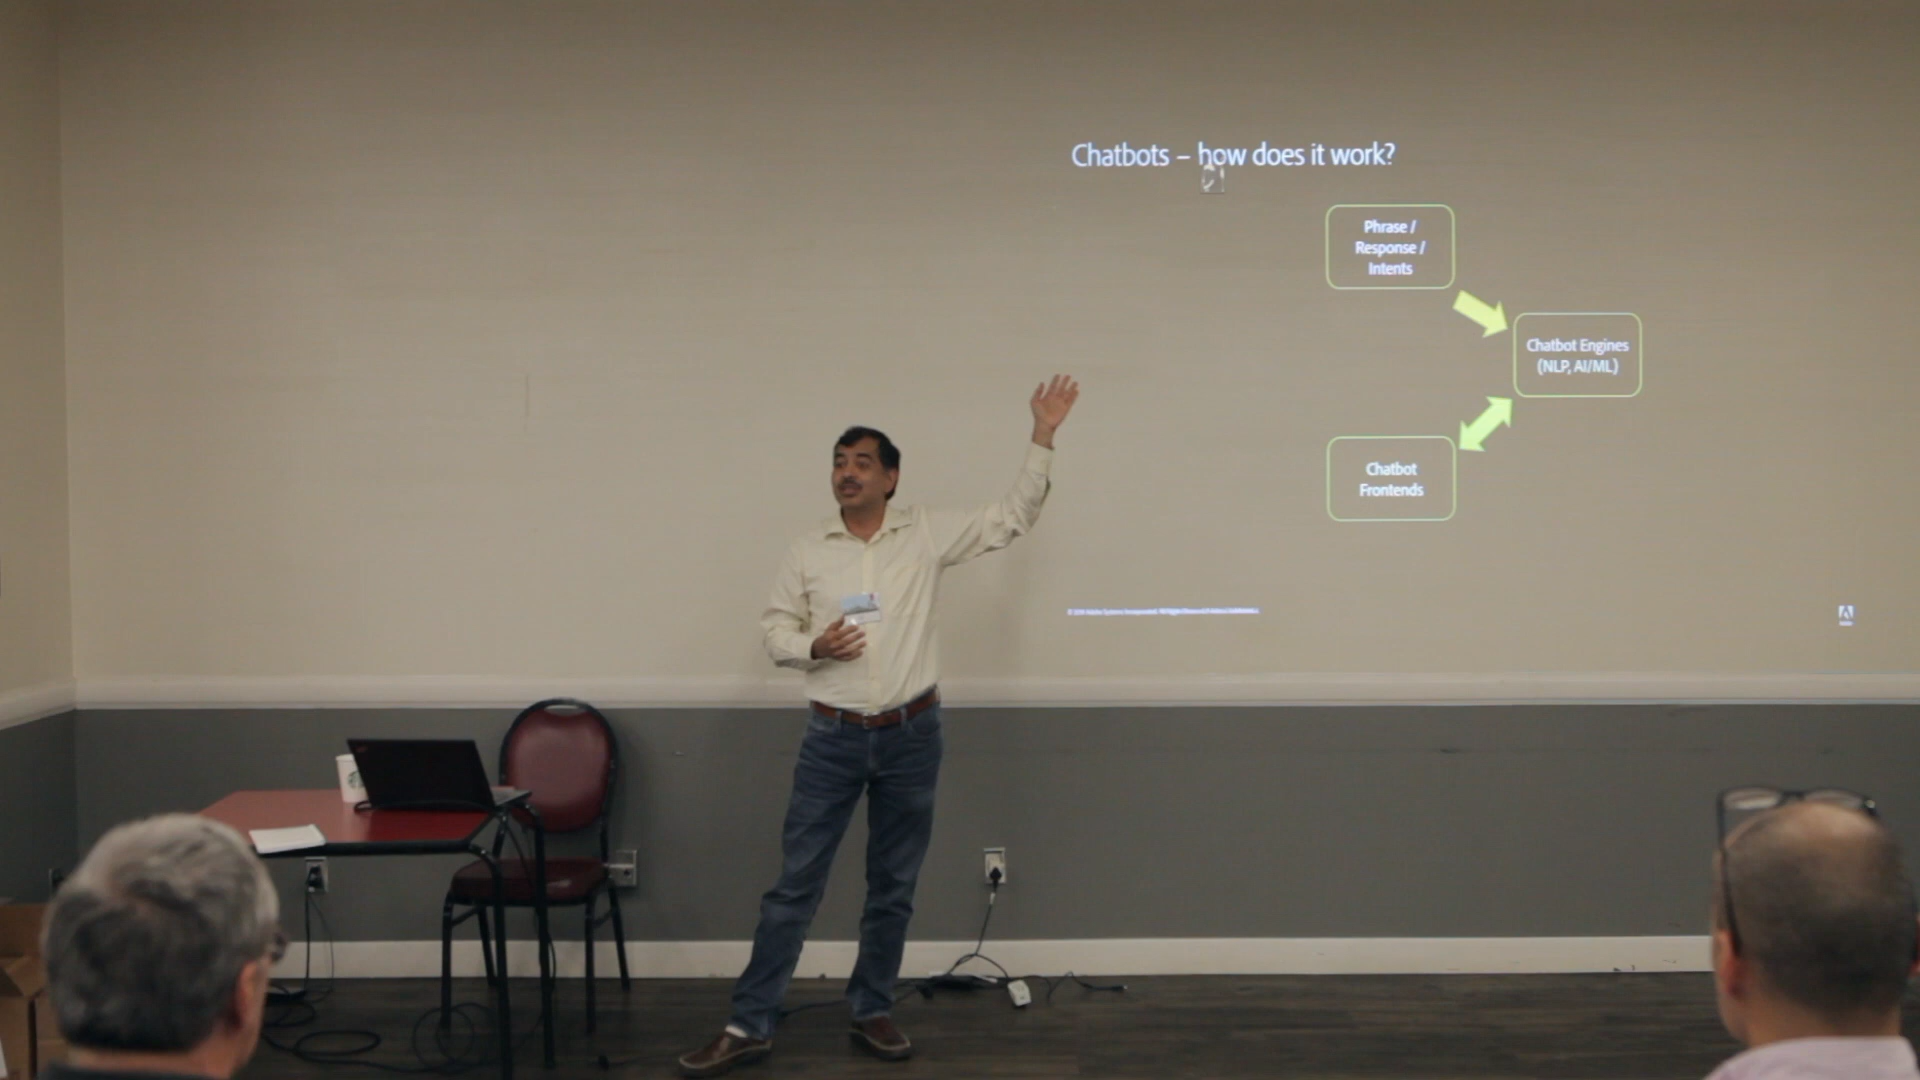 Chatbots – how does it work?
Phrase /
Response /
Intents
Chatbot Engines
(NLP, AI/ML)
Chatbot
Frontends